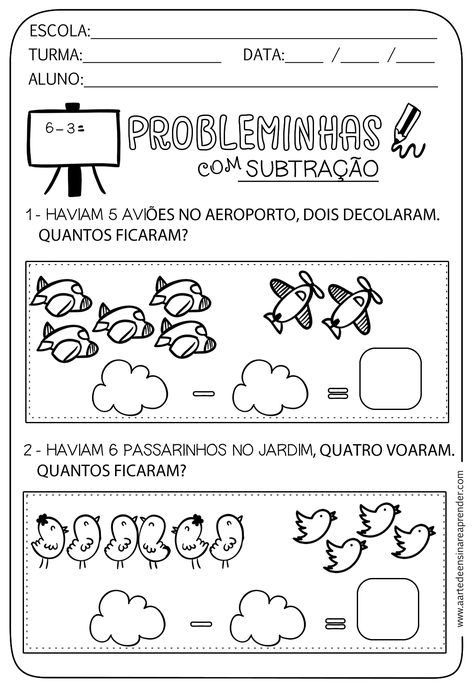 ESCOLA:
TURMA: DATA: / /
ALUNO:
6-3=
PROBLEMINHAS
COM SUBTRAÇÃO
1 - HAVIAM 5 AVIÕES NO AEROPORTO, DOIS DECOLARAM.
QUANTOS FICARAM?
- =
2 - HAVIAM 6 PASSARINHOS NO JARDIM, QUATRO VOARAM.
QUANTOS FICARAM?
- =
www.aartedeensinareaprender.com